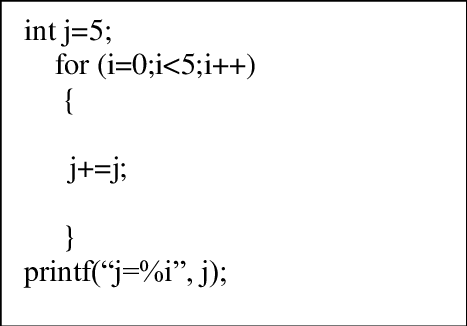 int j=5;
for (i=0;i<5;i++)
{
j+=j;
}
printf(“j=%i”, j);